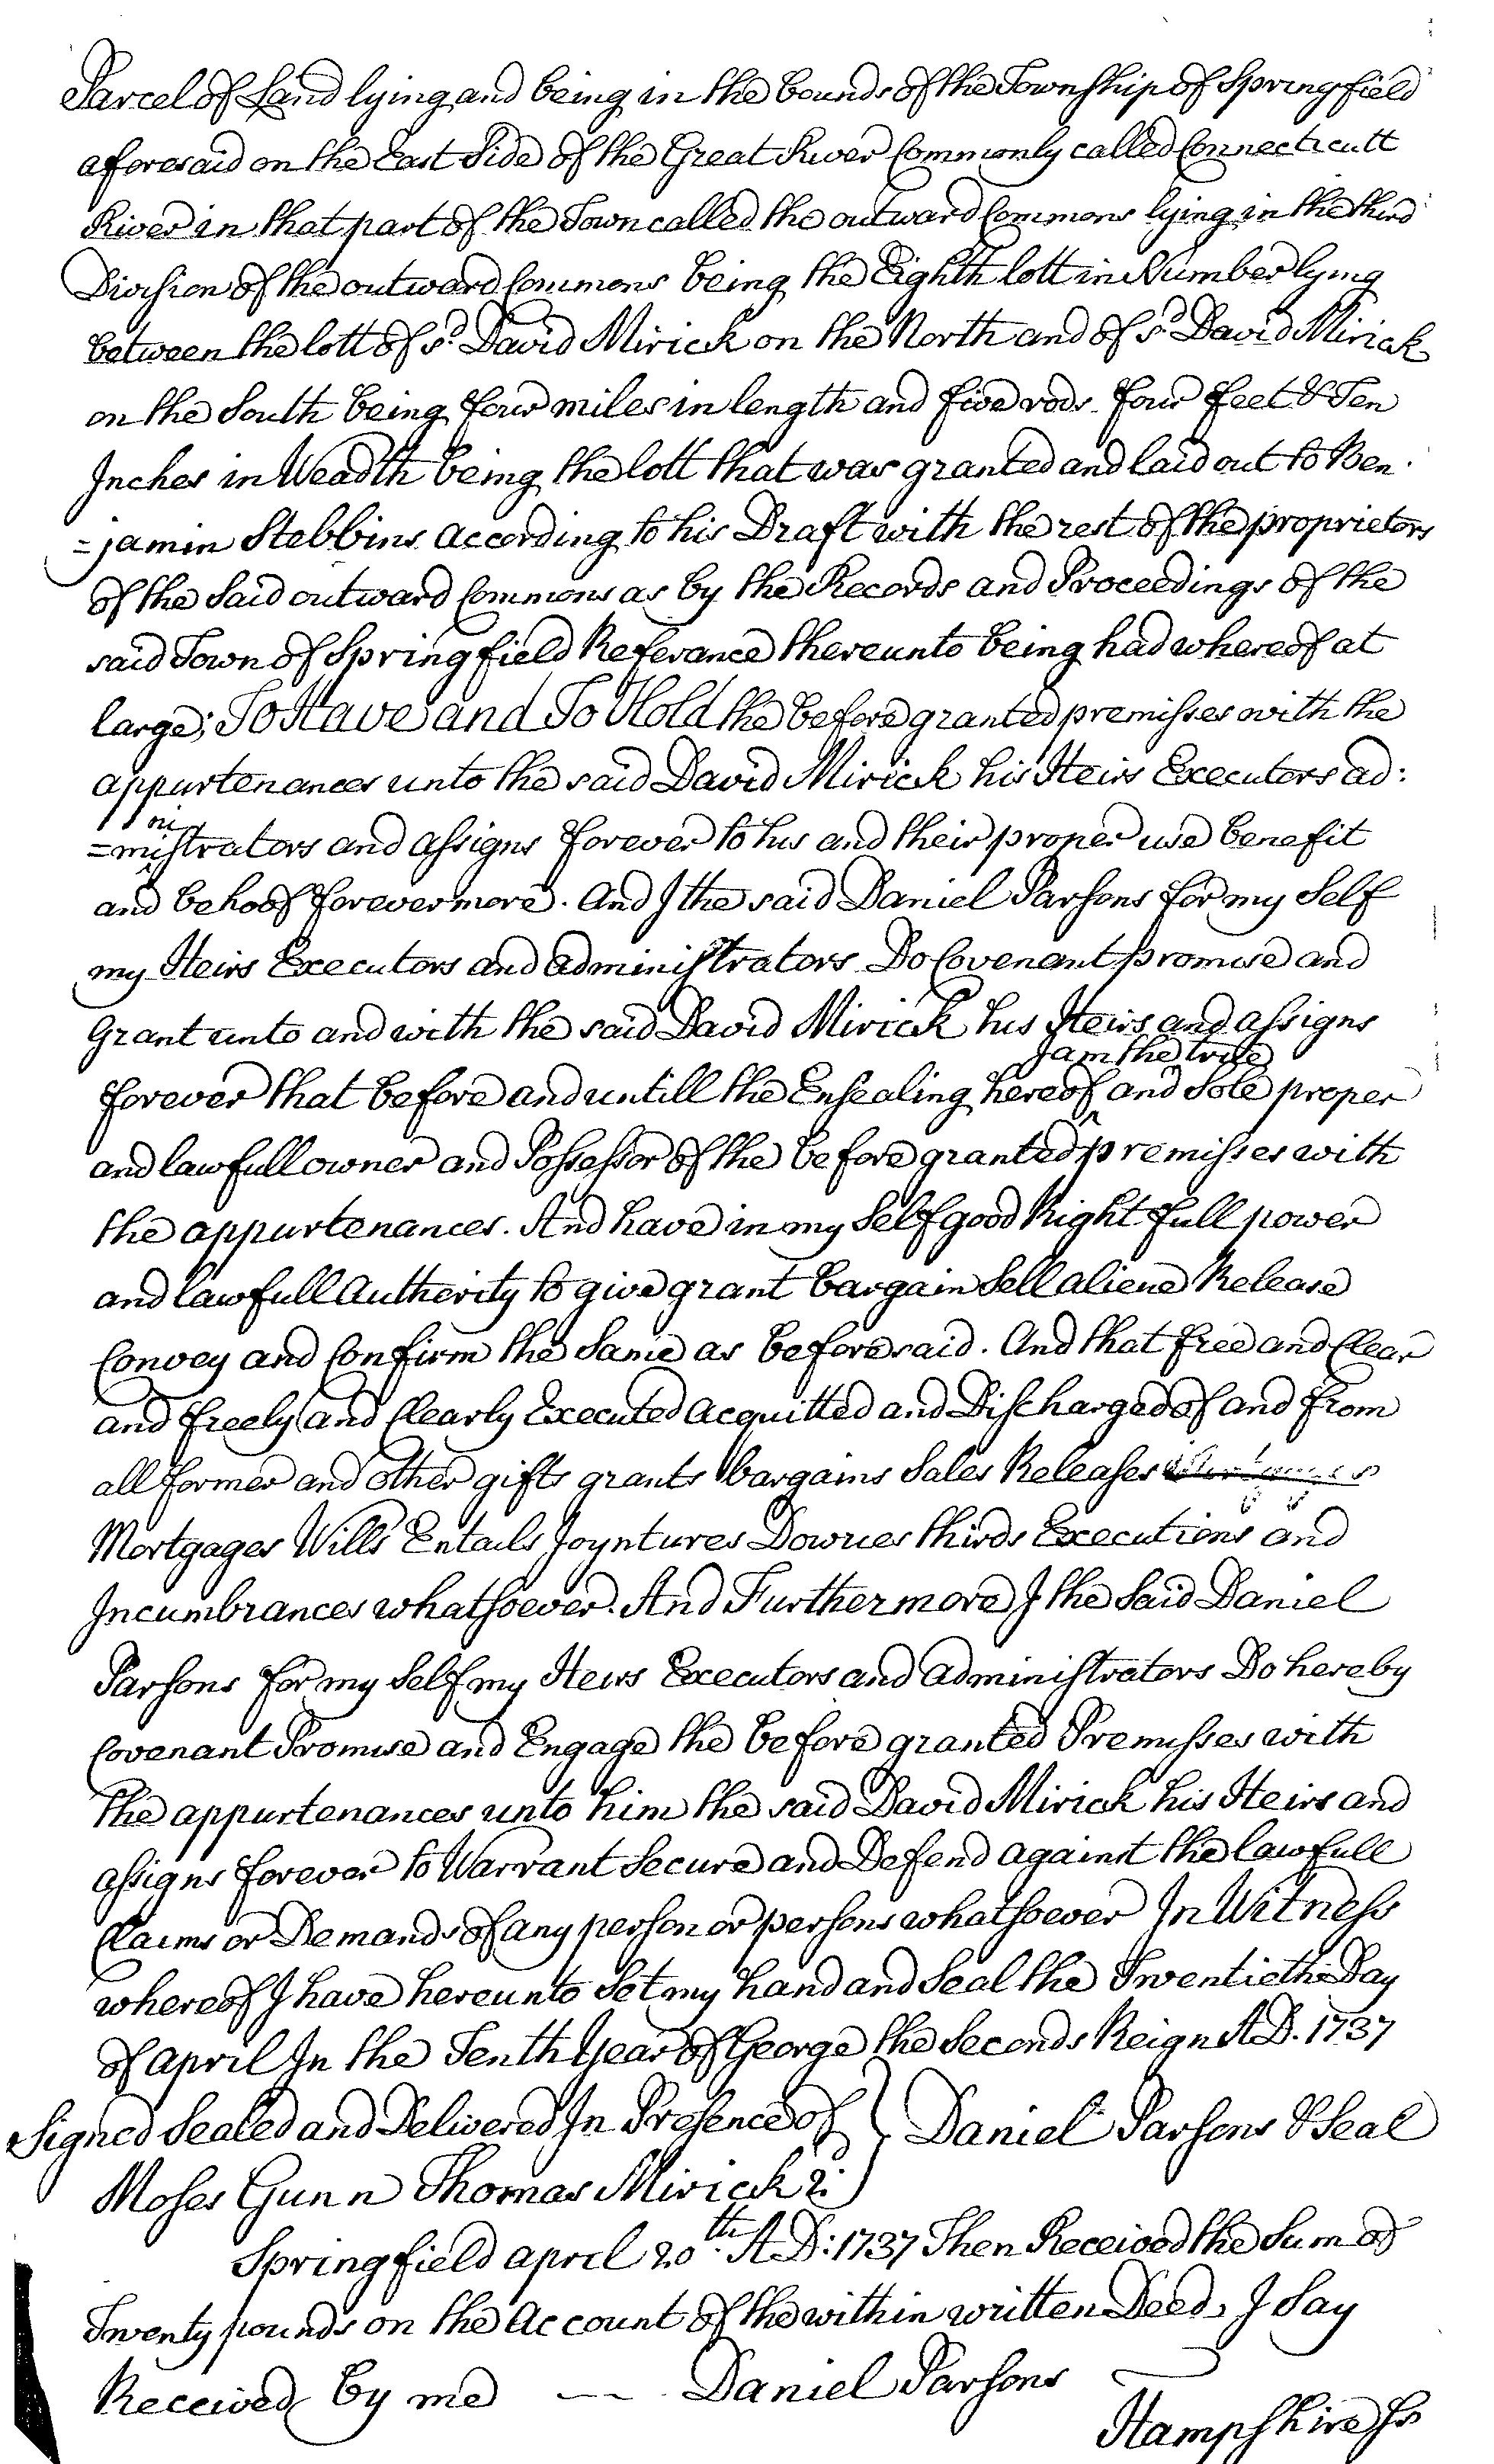 Parcel of Land lying and being in the bounds of the Township of Springfield
aforesaid on the East Side of the Great River Commonly called Connecticutt
River in that part of the Town called the outward Commons lying in the third
Division of the outward Commons being the Eighth lott in Number lying
between the lott of sd. David Mirick on the North and of sd. David Mirick
on the South being four miles in length and five rods four feet & Ten
Inches in Weadth being the lott that was granted and laid out to Ben
=jamin Stebbins according to his Draft with the rest of the proprietors
of the Said outward Commons as by the Records and Proceedings of the
said Town of Springfield Referance thereunto being had whereof at
large; To Have and To Hold the before granted premisses with the
appurtenances unto the said David Mirick his Heirs Executors ad:
ni
=mistrators and assigns forever to his and their proper use benefit
and behoof forevermore. And I the said Daniel Parsons for my Self
my Heirs Executors and administrators Do Covenant promise and
Grant unto and with the said David Mirick his Heirs and assigns
I am the true
forever that before and untill the Ensealing hereof ^ and Sole proper
and lawfull owner and Possessor of the before granted premisses with
the appurtenances. And have in my Self good Right full power
and lawfull Authority to give grant bargain Sell aliene Release
Convey and Confirm the Same as beforesaid. And that free and Clear
and freely and Clearly Executed acquitted and Discharged of and from
all former and other gifts grants bargains Sales Releases
Mortgages Wills Entails Joyntures Dowries thirds Executions and
Incumbrances whatsoever. And Furthermore I the Said Daniel
Parsons for my Self my Heirs Executors and administrators Do hereby
Covenant Promise and Engage the before granted Premisses with
the appurtenances unto him the said David Mirick his Heirs and
assigns forever to Warrant Secure and Defend against the lawfull
Claims or Demands of any person or persons whatsoever In Witness
whereof I have hereunto Set my hand and Seal the Twentieth Day
of april In the Tenth Year of George the Seconds Reign A D. 1737
Signed Sealed and Delivered In Presence of } Daniel Parsons & Seal
Moses Gunn Thomas Mirick 2:
Springfield april 20th. A D: 1737 Then Received the Sum of
Twenty pounds on the Account of the within written Deed, I Say
Received by me —— Daniel Parsons
Hampshire ss